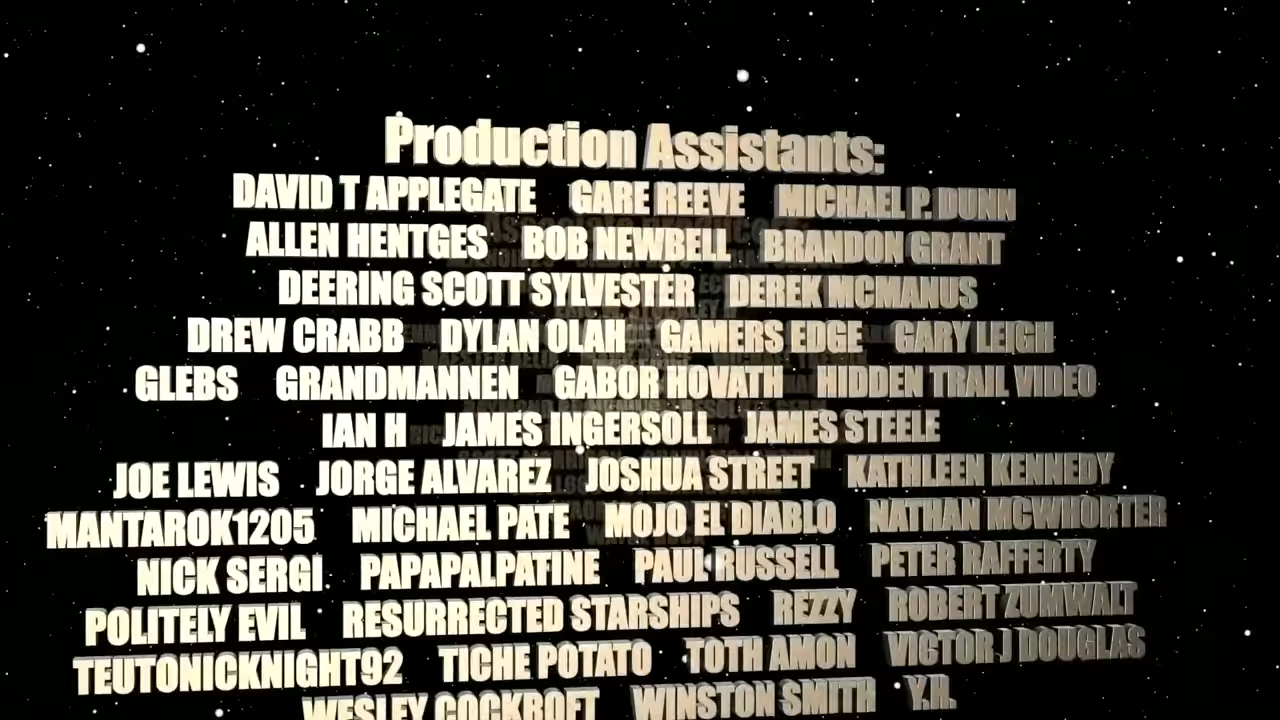 Production Assistants:
DAVID T APPLEGATE GARE REEVE MICHAEL P. DUNN
ALLEN HENTGES BOB NEWBELL BRANDON GRANT
DEERING SCOTT SYLVESTER DEREK MCMANUS
DREW CRABB DYLAN OLAH GAMERS EDGE GARY LEIGH
GLEBS GRANDMANNEN GABOR HOVATH HIDDEN TRAIL VIDEO
IAN H JAMES INGERSOLL JAMES STEELE
JOE LEWIS JORGE ALVAREZ JOSHUA STREET KATHLEEN KENNEDY
MANTAROK1205 MICHAEL PATE MOJO EL DIABLO NATHAN MCWHORTER
NICK SERGI PAPAPALPATINE PAUL RUSSELL PETER RAFFERTY
POLITELY EVIL RESURRECTED STARSHIPS REZZY ROBERT ZUMWALT
TEUTONICKNIGHT92 TICHE POTATO TOTH AMON VICTOR J DOUGLAS
WESLEY COCKROFT WINSTON SMITH Y.H.